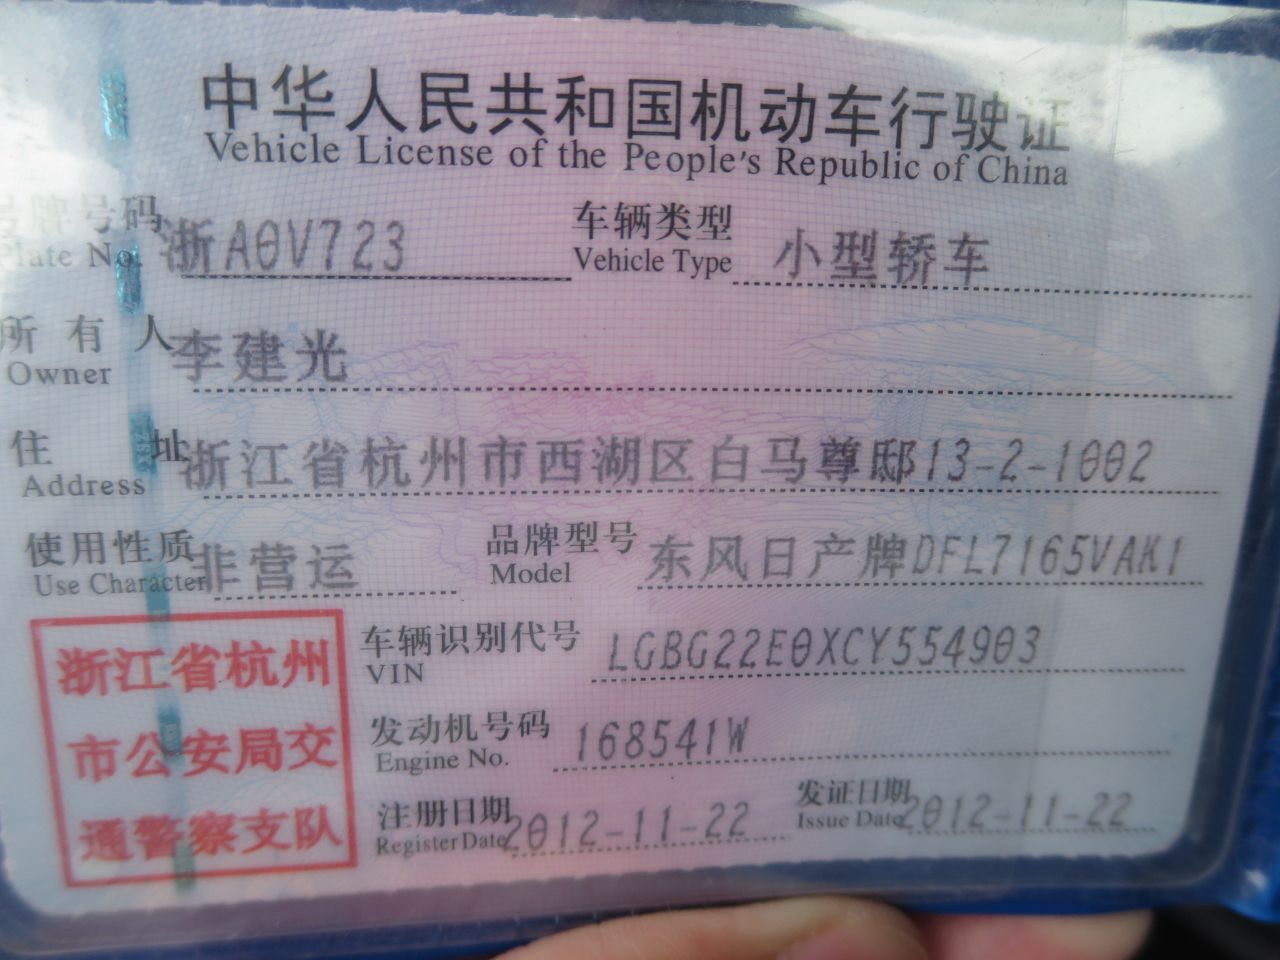 中华人民共和国机动车行驶证
Vehicle License of the People's Republic of China
号牌号码 浙A0V723 车辆类型 小型轿车
Plate No. Vehicle Type
所有人 李建光
Owner
住址 浙江省杭州市西湖区白马尊邸13-2-1002
Address
使用性质 非营运 品牌型号 东风日产牌DFL7165VAK1
Use Character Model
浙江省杭州
市公安局交
通警察支队
车辆识别代号 LGBG22E0XCY554903
VIN
发动机号码 168541W
Engine No.
注册日期 2012-11-22 发证日期 2012-11-22
Register Date Issue Date